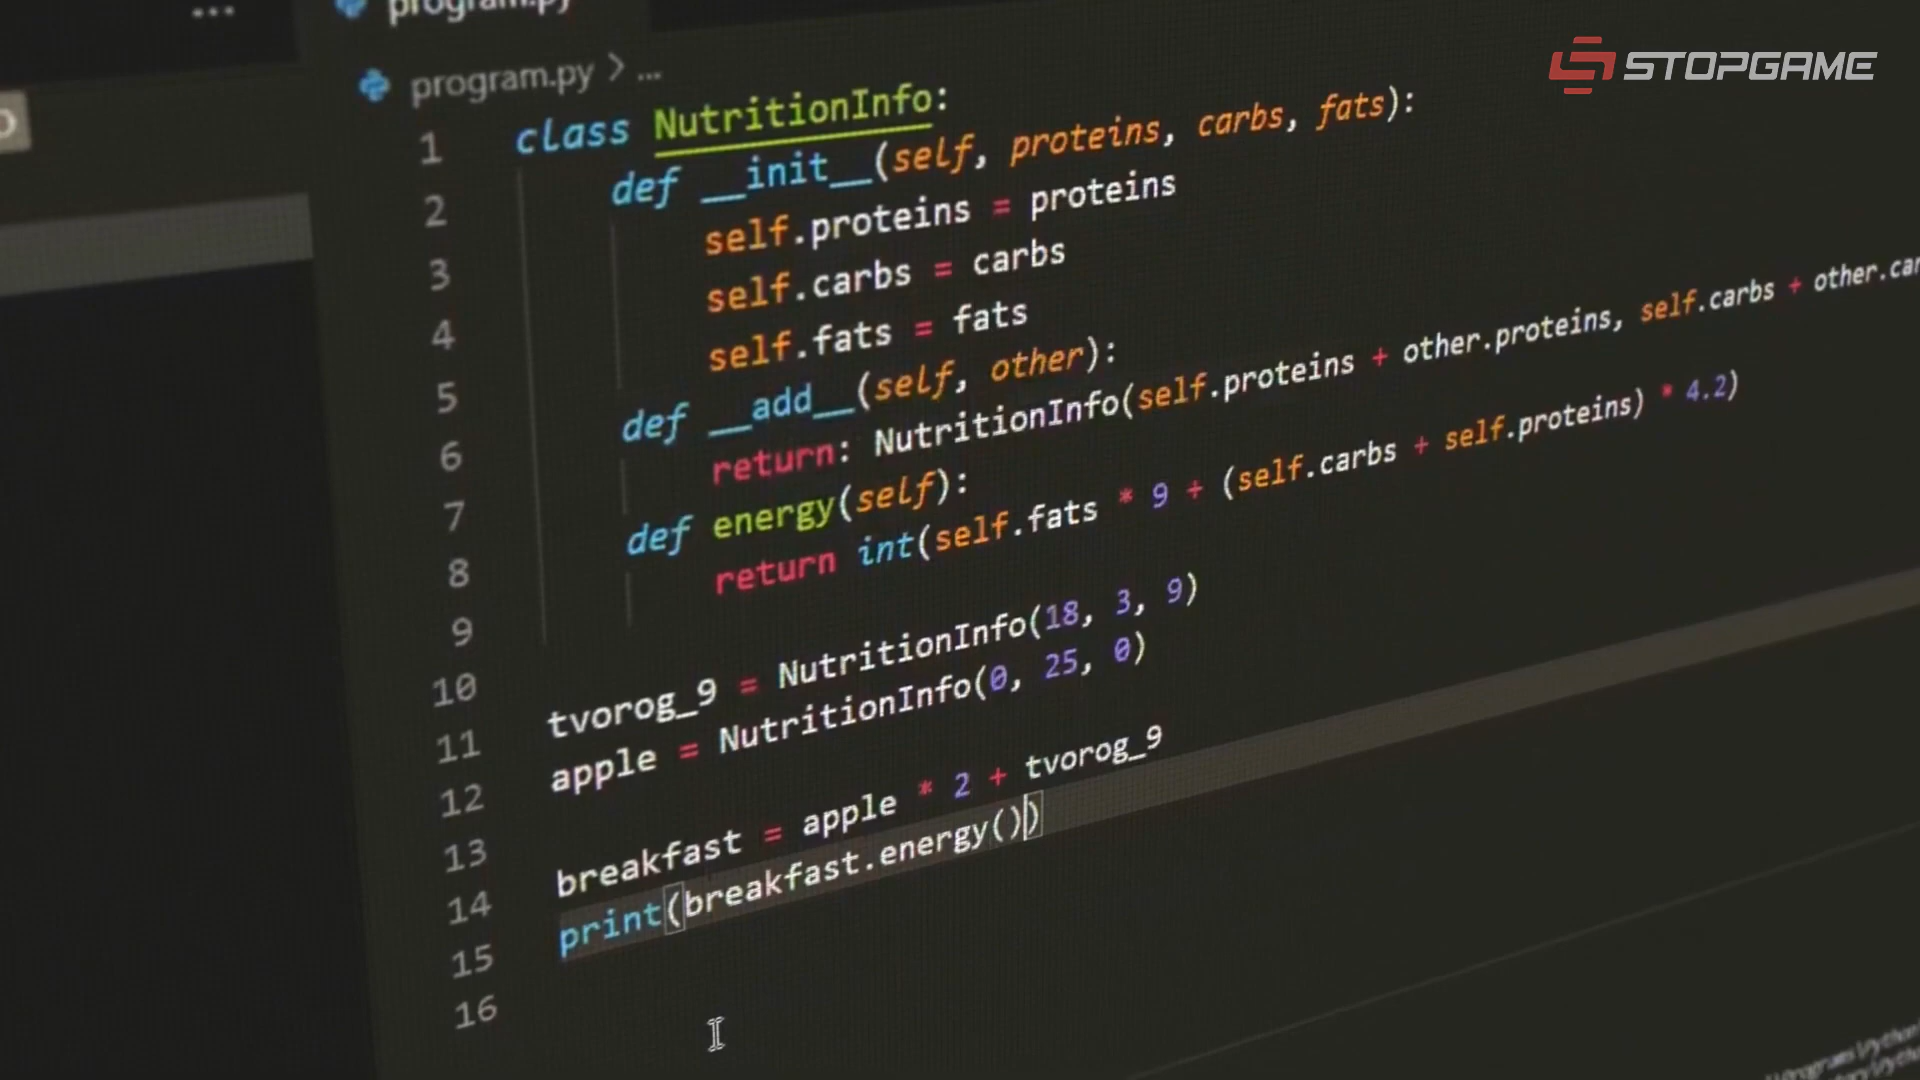 program.py
STOPGAME
program.py > ...
1 class NutritionInfo:
2 def __init__(self, proteins, carbs, fats):
3 self.proteins = proteins
4 self.carbs = carbs
5 self.fats = fats
6 def __add__(self, other):
7 return: NutritionInfo(self.proteins + other.proteins, self.carbs + other.car
8 def energy(self):
9 return int(self.fats * 9 + (self.carbs + self.proteins) * 4.2)
10
11 tvorog_9 = NutritionInfo(18, 3, 9)
12 apple = NutritionInfo(0, 25, 0)
13
14 breakfast = apple * 2 + tvorog_9
15 print(breakfast.energy())
16